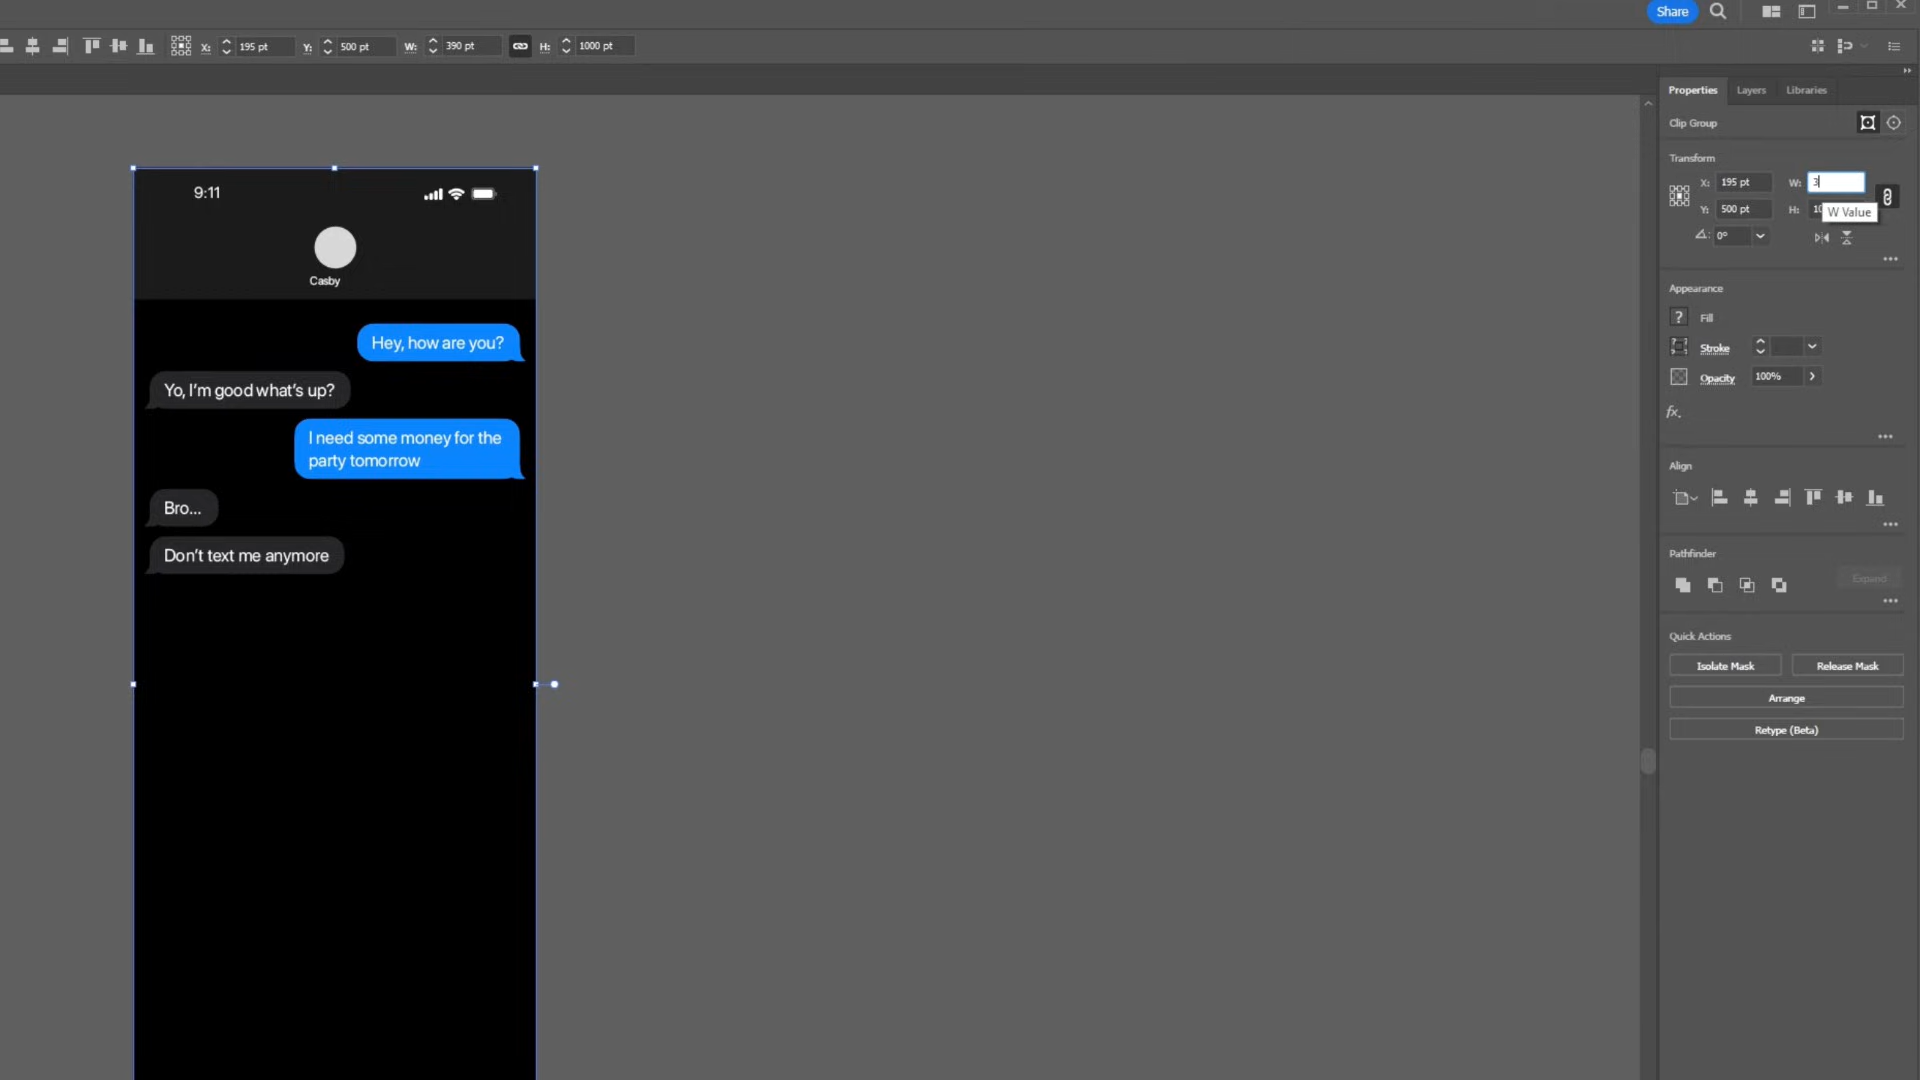 Share
X: 195 pt Y: 500 pt W: 390 pt H: 1000 pt
Properties Layers Libraries
Clip Group
Transform
X: 195 pt W: 3
Y: 500 pt H: 10
W Value
0°
Appearance
? Fill
Stroke
Opacity 100%
fx.
Align
Pathfinder
Expand
Quick Actions
Isolate Mask Release Mask
Arrange
Retype (Beta)
9:11
Casby
Hey, how are you?
Yo, I’m good what’s up?
I need some money for the
party tomorrow
Bro...
Don’t text me anymore